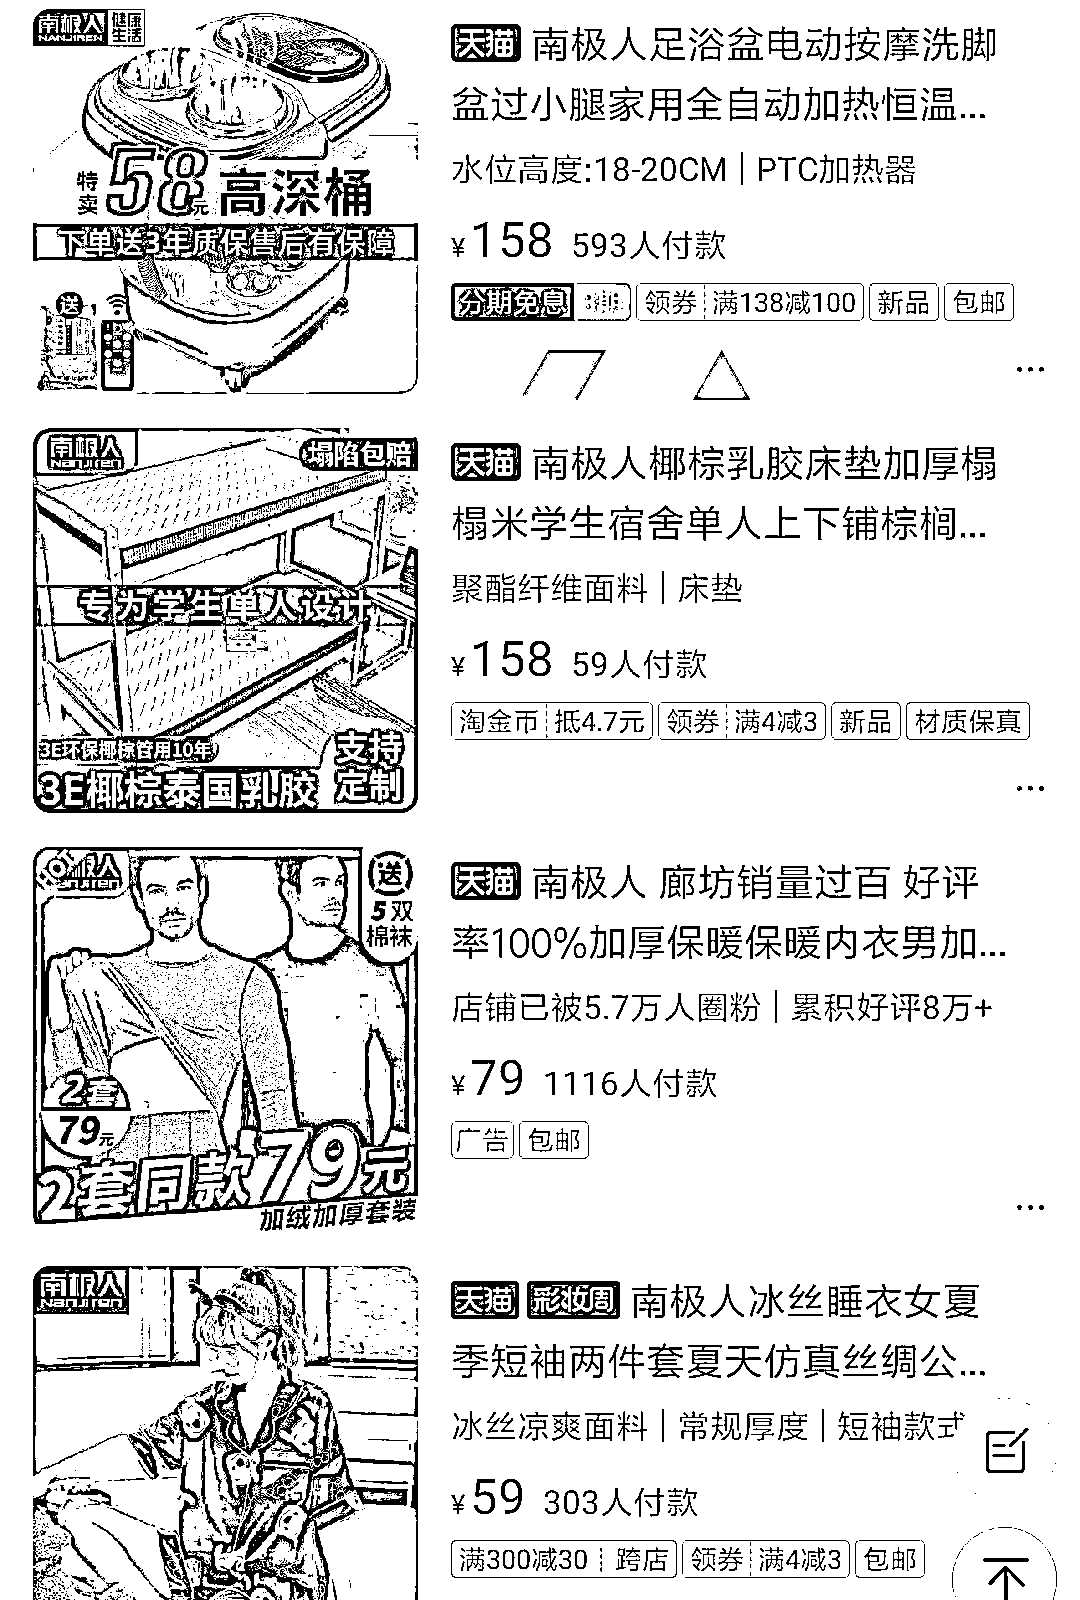 南极人
NANJIREN
健康
生活
特卖
58元
高深桶
下单送3年质保售后有保障
送
天猫 南极人足浴盆电动按摩洗脚
盆过小腿家用全自动加热恒温...
水位高度:18-20CM | PTC加热器
¥158 593人付款
分期免息 领券 满138减100 新品 包邮
...
南极人
NanJiren
塌陷包赔
专为学生单人设计
3E环保椰棕管用10年
3E椰棕泰国乳胶
支持
定制
天猫 南极人椰棕乳胶床垫加厚榻
榻米学生宿舍单人上下铺棕榈...
聚酯纤维面料 | 床垫
¥158 59人付款
淘金币 抵4.7元 领券 满4减3 新品 材质保真
...
HOT
送
5双
棉袜
2套
79元
2套同款79元
加绒加厚套装
天猫 南极人 廊坊销量过百 好评
率100%加厚保暖保暖内衣男加...
店铺已被5.7万人圈粉 | 累积好评8万+
¥79 1116人付款
广告 包邮
...
南极人
NanJiren
天猫 彩妆周 南极人冰丝睡衣女夏
季短袖两件套夏天仿真丝绸公...
冰丝凉爽面料 | 常规厚度 | 短袖款式
¥59 303人付款
满300减30 跨店 领券 满4减3 包邮